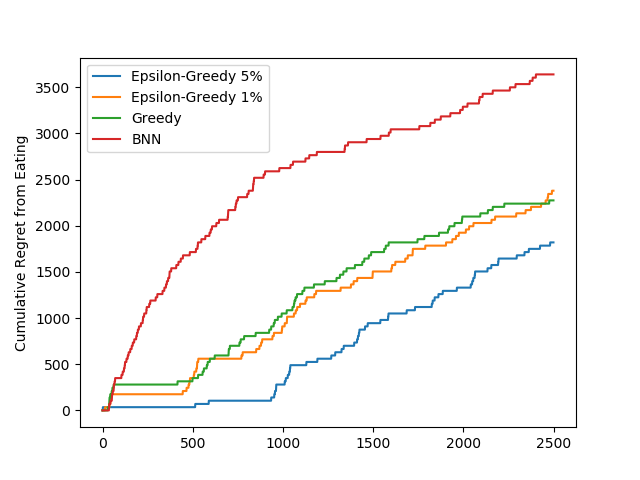 Epsilon-Greedy 5%
Epsilon-Greedy 1%
Greedy
BNN
Cumulative Regret from Eating
3500
3000
2500
2000
1500
1000
500
0
0 500 1000 1500 2000 2500